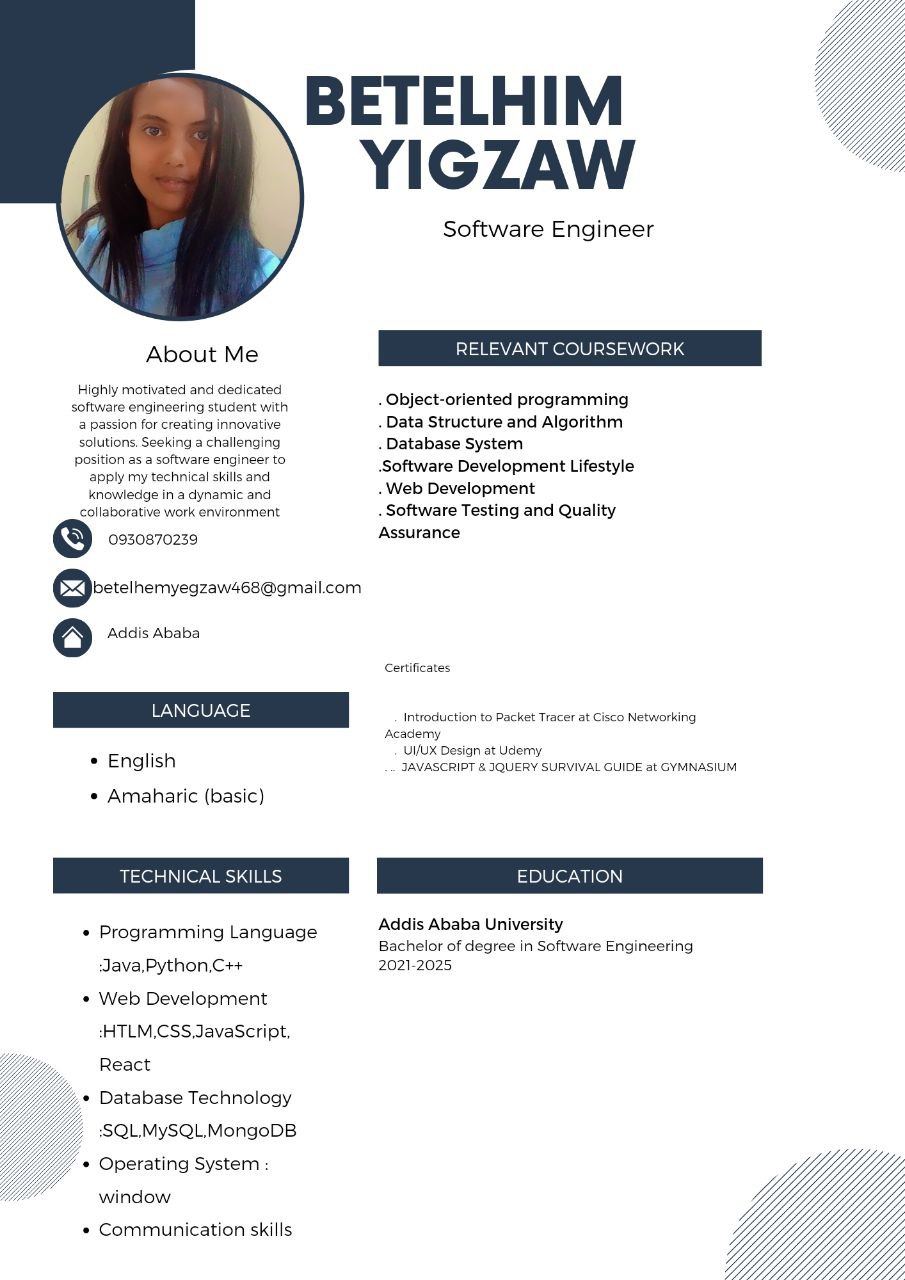 BETELHIM
YIGZAW
Software Engineer
About Me
Highly motivated and dedicated
software engineering student with
a passion for creating innovative
solutions. Seeking a challenging
position as a software engineer to
apply my technical skills and
knowledge in a dynamic and
collaborative work environment
0930870239
betelhemyegzaw468@gmail.com
Addis Ababa
LANGUAGE
• English
• Amaharic (basic)
TECHNICAL SKILLS
• Programming Language
:Java,Python,C++
• Web Development
:HTLM,CSS,JavaScript,
React
• Database Technology
:SQL,MySQL,MongoDB
• Operating System :
window
• Communication skills
RELEVANT COURSEWORK
. Object-oriented programming
. Data Structure and Algorithm
. Database System
.Software Development Lifestyle
. Web Development
. Software Testing and Quality
Assurance
Certificates
. Introduction to Packet Tracer at Cisco Networking
Academy
. UI/UX Design at Udemy
. .. JAVASCRIPT & JQUERY SURVIVAL GUIDE at GYMNASIUM
EDUCATION
Addis Ababa University
Bachelor of degree in Software Engineering
2021-2025